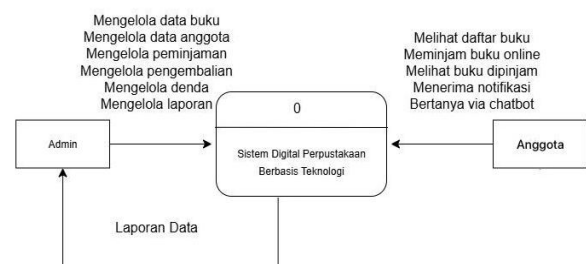 Mengelola data buku
Mengelola data anggota
Mengelola peminjaman
Mengelola pengembalian
Mengelola denda
Mengelola laporan
Melihat daftar buku
Meminjam buku online
Melihat buku dipinjam
Menerima notifikasi
Bertanya via chatbot
0
Admin
Sistem Digital Perpustakaan
Berbasis Teknologi
Anggota
Laporan Data